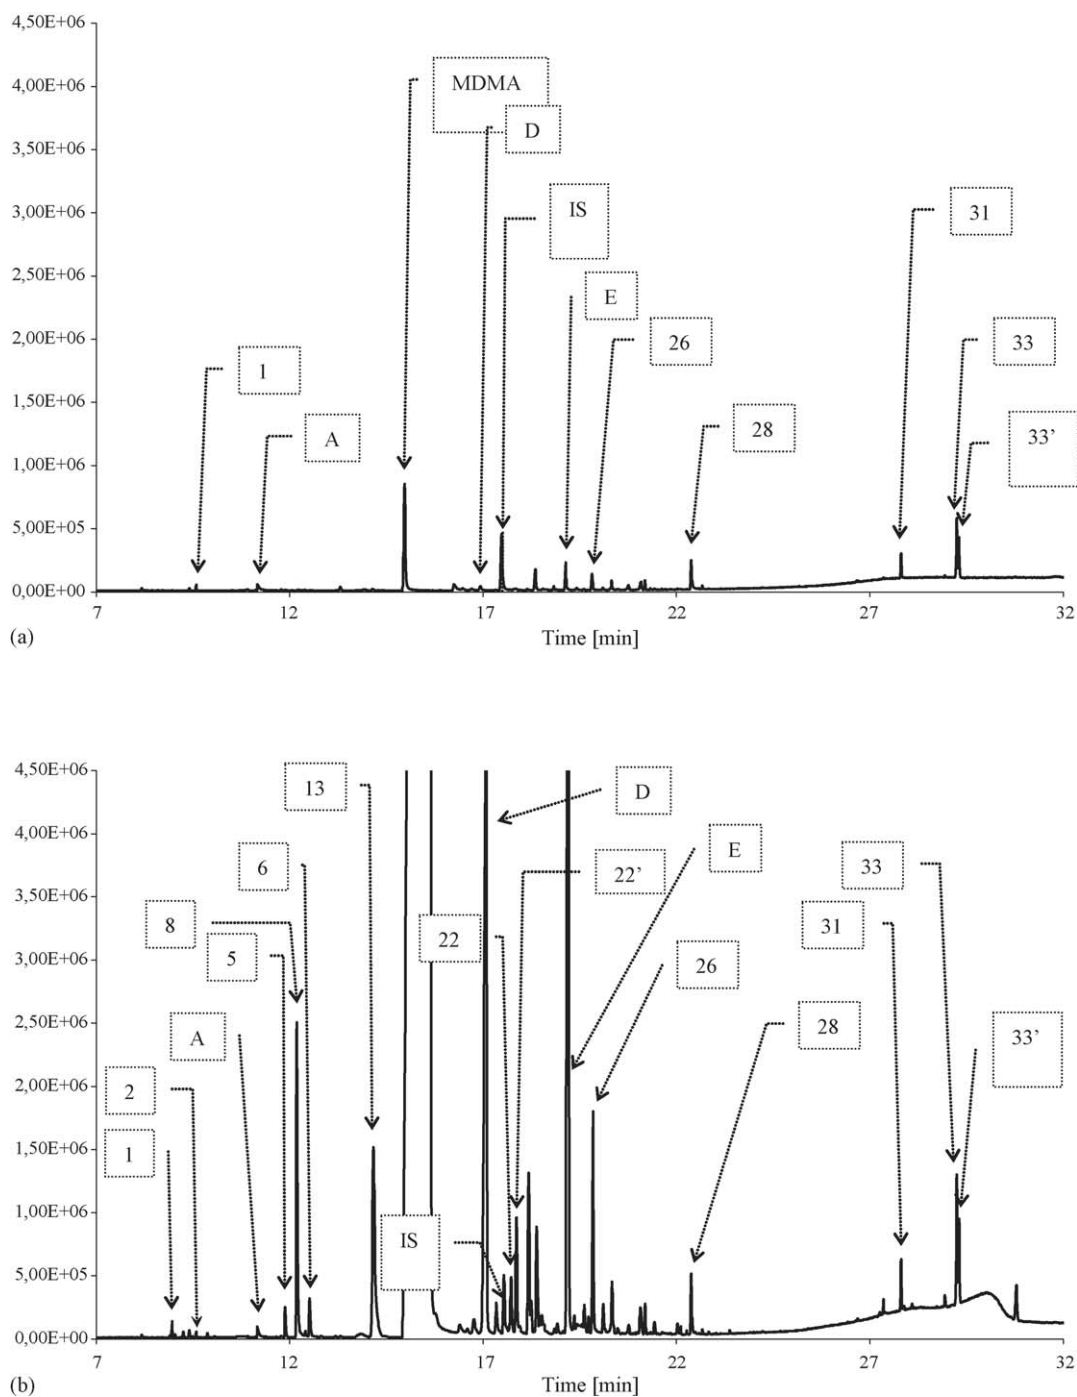 4,50E+06
4,00E+06
MDMA
D
3,50E+06
3,00E+06
IS
31
2,50E+06
E
2,00E+06
26
33
1
1,50E+06
A
28
33’
1,00E+06
5,00E+05
0,00E+00
7 12 17 22 27 32
(a)
Time [min]
4,50E+06
13
D
4,00E+06
E
6
22’
33
3,50E+06
8
22
31
5
26
3,00E+06
A
28
33’
2,50E+06
2
2,00E+06
1
1,50E+06
1,00E+06
IS
5,00E+05
0,00E+00
7 12 17 22 27 32
(b)
Time [min]